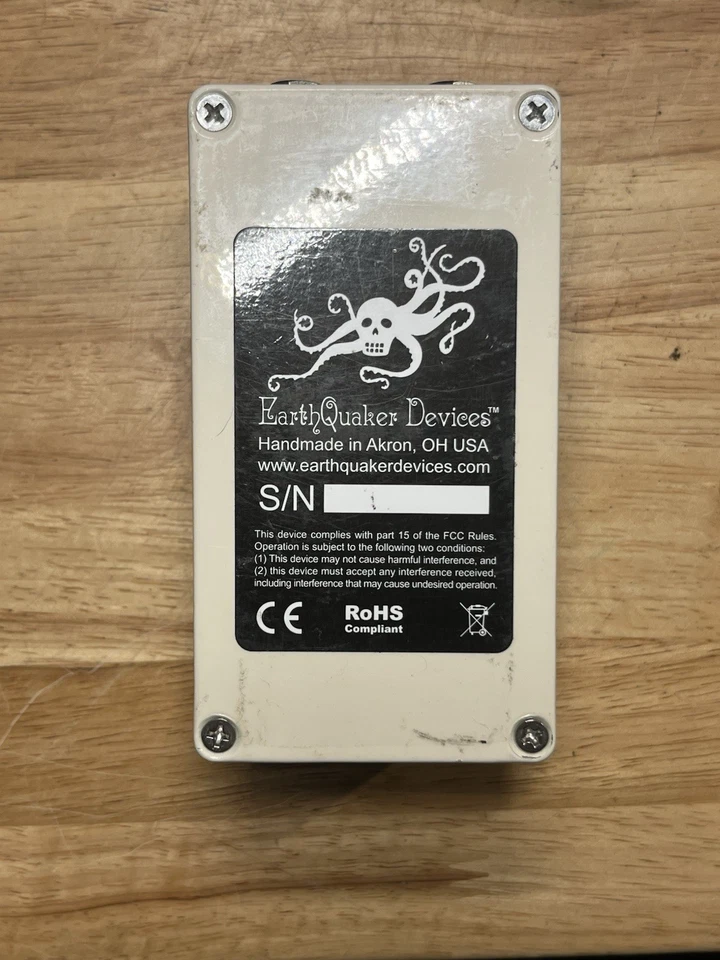 EarthQuaker Devices™
Handmade in Akron, OH USA
www.earthquakerdevices.com
S/N
This device complies with part 15 of the FCC Rules.
Operation is subject to the following two conditions:
(1) This device may not cause harmful interference, and
(2) this device must accept any interference received,
including interference that may cause undesired operation.
CE RoHS
Compliant